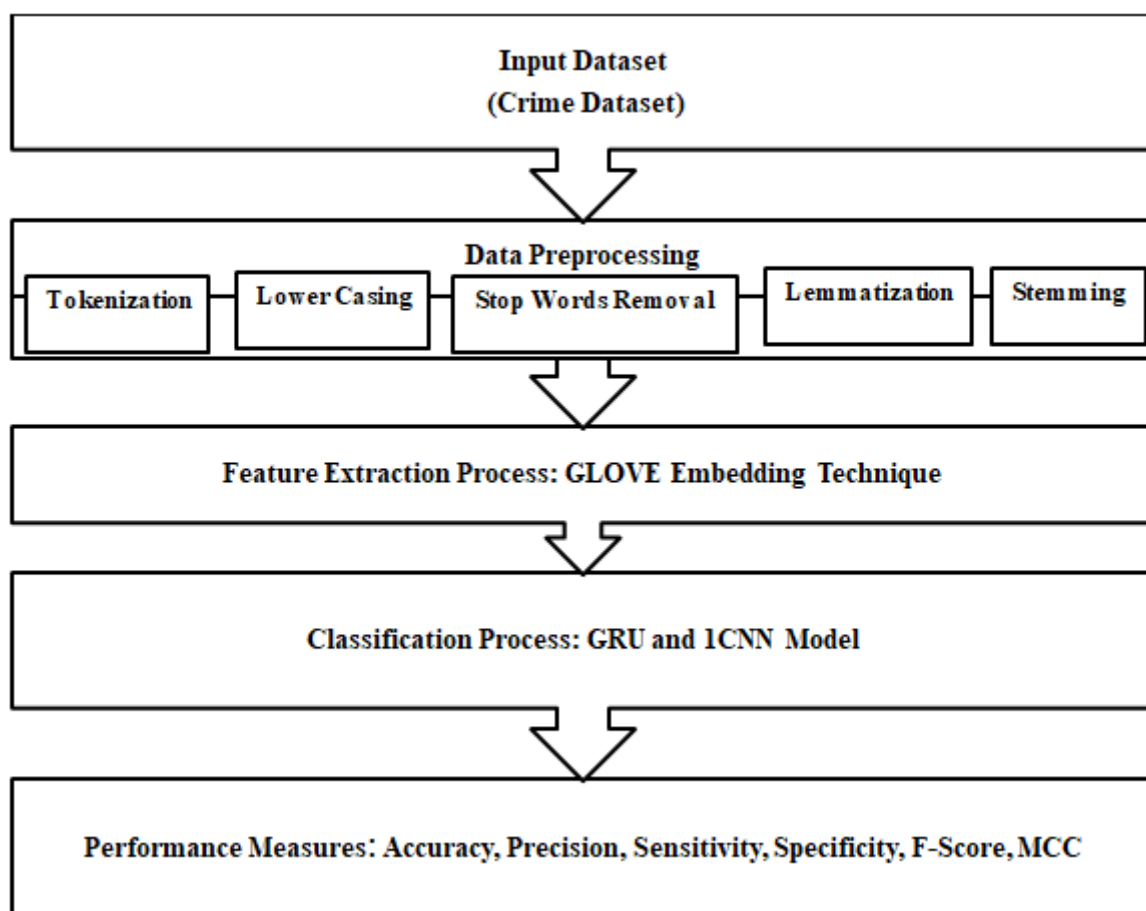 Input Dataset
(Crime Dataset)
Data Preprocessing
Tokenization
Lower Casing
Stop Words Removal
Lemmatization
Stemming
Feature Extraction Process: GLOVE Embedding Technique
Classification Process: GRU and 1CNN Model
Performance Measures: Accuracy, Precision, Sensitivity, Specificity, F-Score, MCC